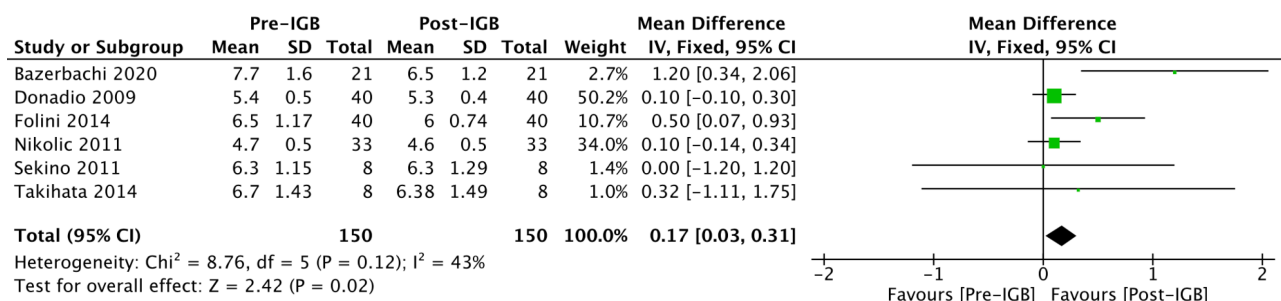 Pre-IGB Post-IGB Mean Difference Mean Difference
Study or Subgroup Mean SD Total Mean SD Total Weight IV, Fixed, 95% CI IV, Fixed, 95% CI
Bazerbachi 2020 7.7 1.6 21 6.5 1.2 21 2.7% 1.20 [0.34, 2.06]
Donadio 2009 5.4 0.5 40 5.3 0.4 40 50.2% 0.10 [-0.10, 0.30]
Folini 2014 6.5 1.17 40 6 0.74 40 10.7% 0.50 [0.07, 0.93]
Nikolic 2011 4.7 0.5 33 4.6 0.5 33 34.0% 0.10 [-0.14, 0.34]
Sekino 2011 6.3 1.15 8 6.3 1.29 8 1.4% 0.00 [-1.20, 1.20]
Takihata 2014 6.7 1.43 8 6.38 1.49 8 1.0% 0.32 [-1.11, 1.75]
Total (95% CI) 150 150 100.0% 0.17 [0.03, 0.31]
Heterogeneity: Chi² = 8.76, df = 5 (P = 0.12); I² = 43%
Test for overall effect: Z = 2.42 (P = 0.02)
-2 -1 0 1 2
Favours [Pre-IGB] Favours [Post-IGB]